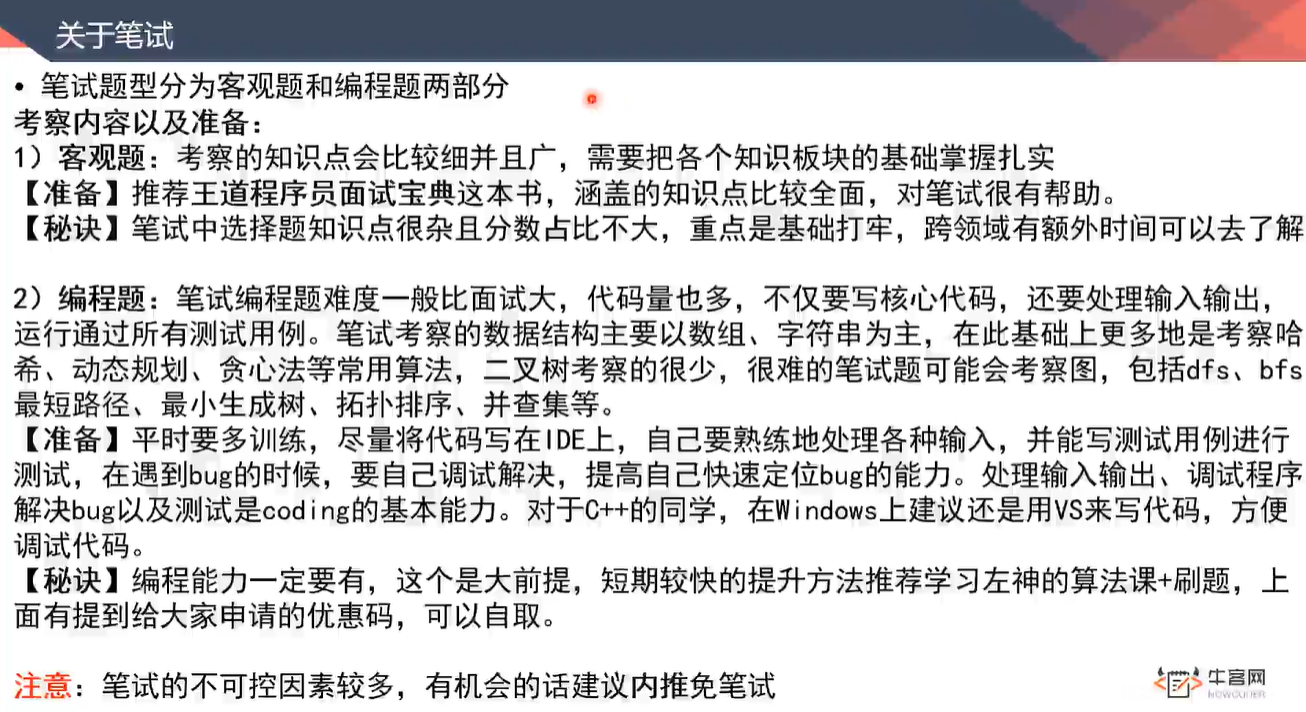 关于笔试
• 笔试题型分为客观题和编程题两部分
考察内容以及准备：
1）客观题：考察的知识点会比较细并且广，需要把各个知识板块的基础掌握扎实
【准备】推荐王道程序员面试宝典这本书，涵盖的知识点比较全面，对笔试很有帮助。
【秘诀】笔试中选择题知识点很杂且分数占比不大，重点是基础打牢，跨领域有额外时间可以去了解
2）编程题：笔试编程题难度一般比面试大，代码量也多，不仅要写核心代码，还要处理输入输出，
运行通过所有测试用例。笔试考察的数据结构主要以数组、字符串为主，在此基础上更多地是考察哈
希、动态规划、贪心法等常用算法，二叉树考察的很少，很难的笔试题可能会考察图，包括dfs、bfs
最短路径、最小生成树、拓扑排序、并查集等。
【准备】平时要多训练，尽量将代码写在IDE上，自己要熟练地处理各种输入，并能写测试用例进行
测试，在遇到bug的时候，要自己调试解决，提高自己快速定位bug的能力。处理输入输出、调试程序
解决bug以及测试是coding的基本能力。对于C++的同学，在Windows上建议还是用VS来写代码，方便
调试代码。
【秘诀】编程能力一定要有，这个是大前提，短期较快的提升方法推荐学习左神的算法课+刷题，上
面有提到给大家申请的优惠码，可以自取。
注意：笔试的不可控因素较多，有机会的话建议内推免笔试
牛客网
NOWCODER